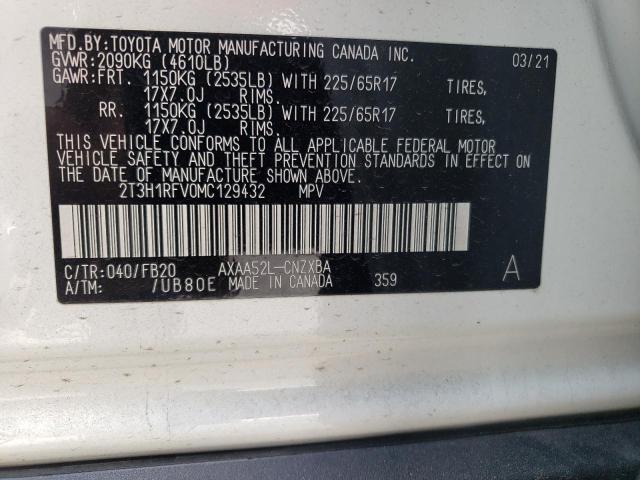 MFD.BY:TOYOTA MOTOR MANUFACTURING CANADA INC. 03/21
GVWR:2090KG (4610LB)
GAWR:FRT. 1150KG (2535LB) WITH 225/65R17 TIRES,
17X7.0J RIMS.
RR. 1150KG (2535LB) WITH 225/65R17 TIRES,
17X7.0J RIMS.
THIS VEHICLE CONFORMS TO ALL APPLICABLE FEDERAL MOTOR
VEHICLE SAFETY AND THEFT PREVENTION STANDARDS IN EFFECT
ON THE DATE OF MANUFACTURE SHOWN ABOVE.
2T3H1RFV0MC129432 MPV
C/TR:040/FB20 AXAA52L-CNZXBA
A/TM: /UB80E MADE IN CANADA 359 A